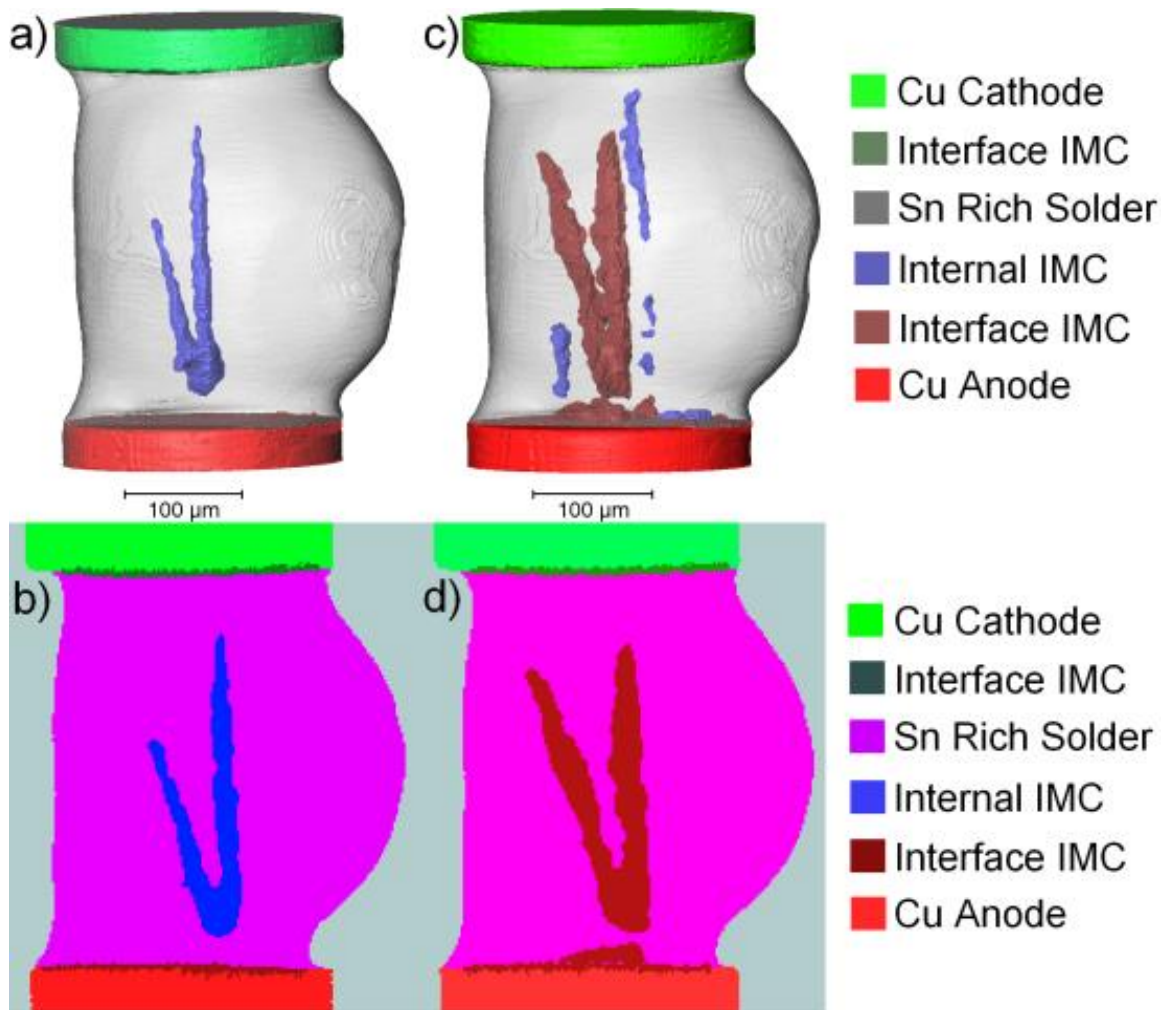 a)
c)
Cu Cathode
Interface IMC
Sn Rich Solder
Internal IMC
Interface IMC
Cu Anode
100 µm
100 µm
b)
d)
Cu Cathode
Interface IMC
Sn Rich Solder
Internal IMC
Interface IMC
Cu Anode